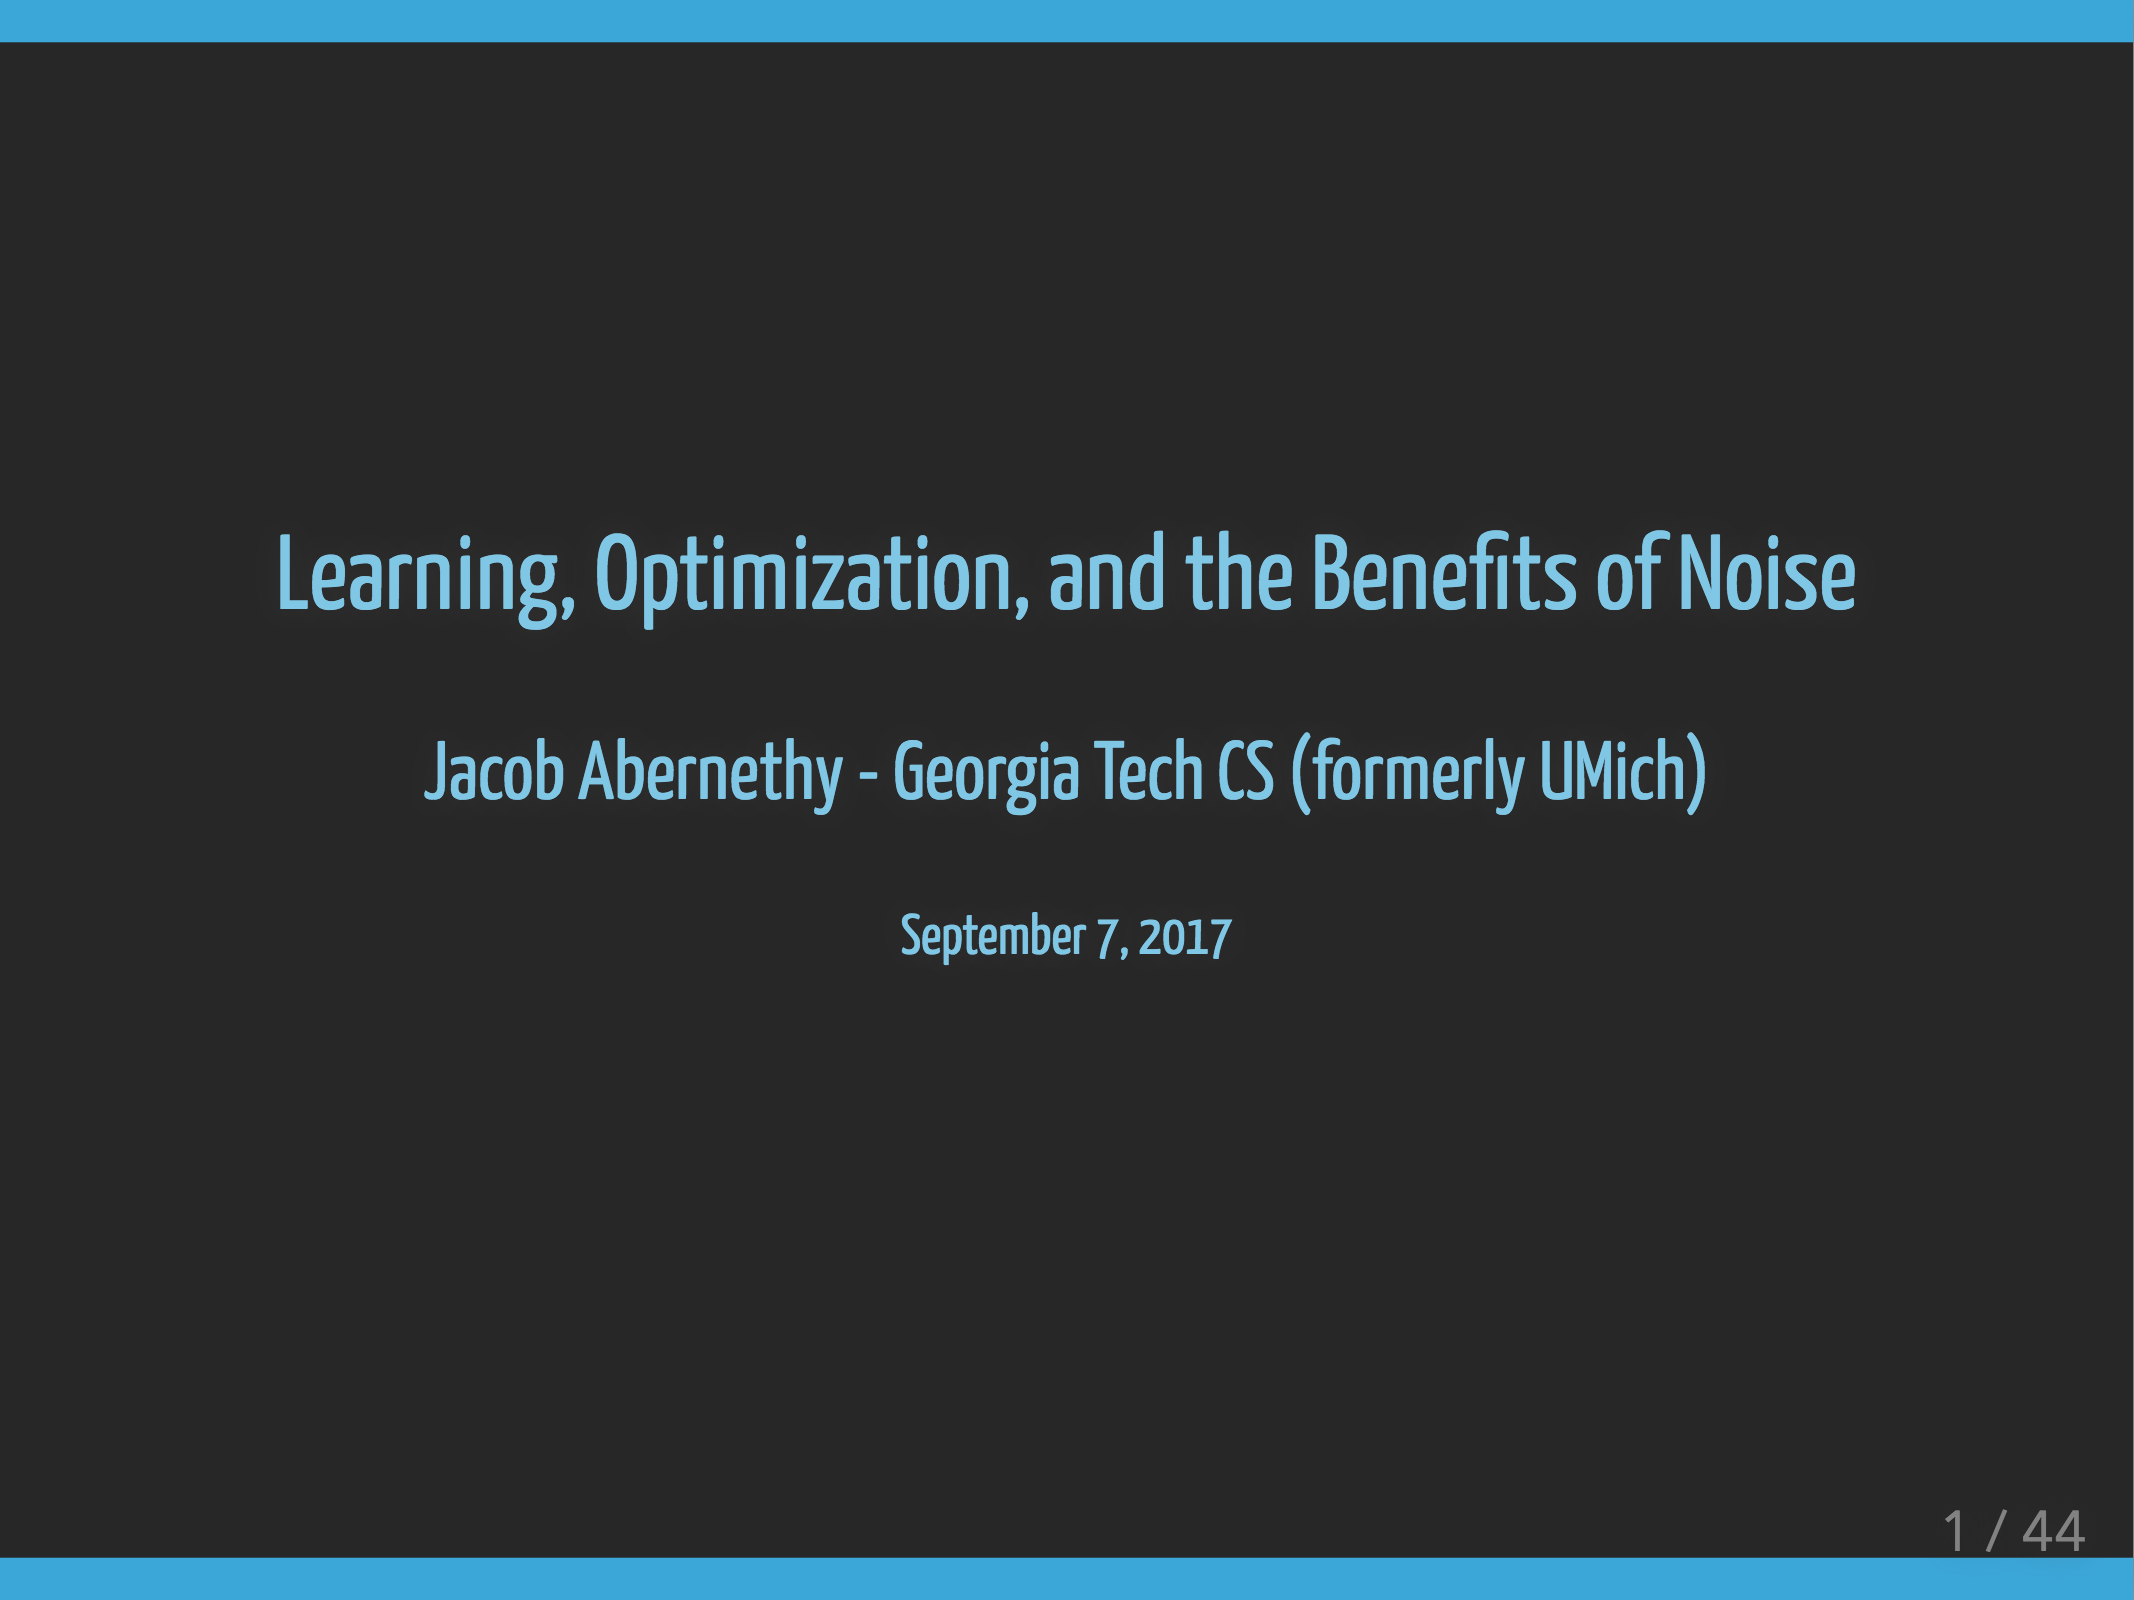 Learning, Optimization, and the Benefits of Noise
Jacob Abernethy - Georgia Tech CS (formerly UMich)
September 7, 2017
1 / 44